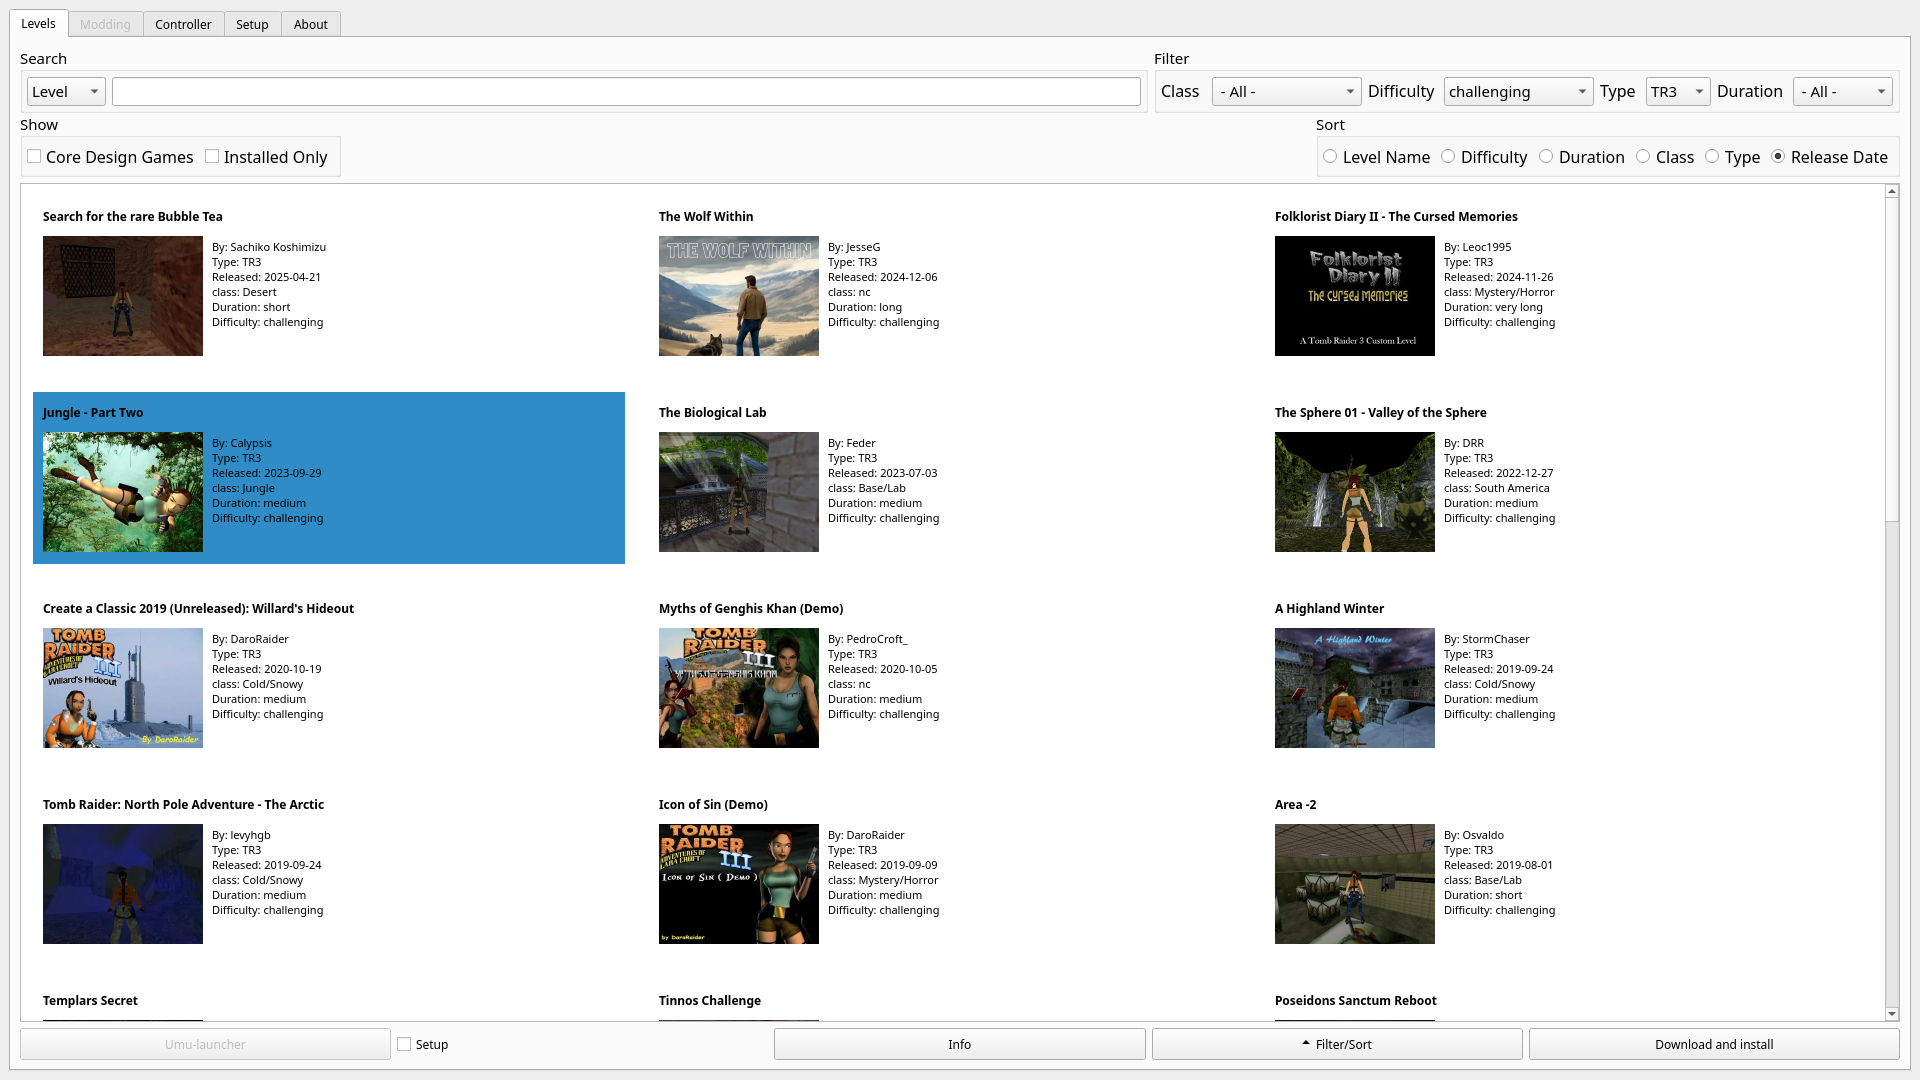 Levels
Modding
Controller
Setup
About
Search
Filter
Level
Class
- All -
Difficulty
challenging
Type
TR3
Duration
- All -
Show
Sort
Core Design Games
Installed Only
Level Name
Difficulty
Duration
Class
Type
Release Date
Search for the rare Bubble Tea
By: Sachiko Koshimizu
Type: TR3
Released: 2025-04-21
class: Desert
Duration: short
Difficulty: challenging
The Wolf Within
THE WOLF WITHIN
By: JesseG
Type: TR3
Released: 2024-12-06
class: nc
Duration: long
Difficulty: challenging
Folklorist Diary II - The Cursed Memories
Folklorist
Diary II
The Cursed Memories
A Tomb Raider 3 Custom Level
By: Leoc1995
Type: TR3
Released: 2024-11-26
class: Mystery/Horror
Duration: very long
Difficulty: challenging
Jungle - Part Two
By: Calypsis
Type: TR3
Released: 2023-09-29
class: Jungle
Duration: medium
Difficulty: challenging
The Biological Lab
By: Feder
Type: TR3
Released: 2023-07-03
class: Base/Lab
Duration: medium
Difficulty: challenging
The Sphere 01 - Valley of the Sphere
By: DRR
Type: TR3
Released: 2022-12-27
class: South America
Duration: medium
Difficulty: challenging
Create a Classic 2019 (Unreleased): Willard's Hideout
TOMB
RAIDER
III
ADVENTURES OF
LARA CROFT
Willard's Hideout
By DaroRaider
By: DaroRaider
Type: TR3
Released: 2020-10-19
class: Cold/Snowy
Duration: medium
Difficulty: challenging
Myths of Genghis Khan (Demo)
TOMB
RAIDER
III
MYTHS OF GENGHIS KHAN
By: PedroCroft_
Type: TR3
Released: 2020-10-05
class: nc
Duration: medium
Difficulty: challenging
A Highland Winter
A Highland Winter
By: StormChaser
Type: TR3
Released: 2019-09-24
class: Cold/Snowy
Duration: medium
Difficulty: challenging
Tomb Raider: North Pole Adventure - The Arctic
By: levyhgb
Type: TR3
Released: 2019-09-24
class: Cold/Snowy
Duration: medium
Difficulty: challenging
Icon of Sin (Demo)
TOMB
RAIDER
III
ADVENTURES OF
LARA CROFT
Icon of Sin ( Demo )
by DaroRaider
By: DaroRaider
Type: TR3
Released: 2019-09-09
class: Mystery/Horror
Duration: medium
Difficulty: challenging
Area -2
By: Osvaldo
Type: TR3
Released: 2019-08-01
class: Base/Lab
Duration: short
Difficulty: challenging
Templars Secret
Tinnos Challenge
Poseidons Sanctum Reboot
Umu-launcher
Setup
Info
Filter/Sort
Download and install